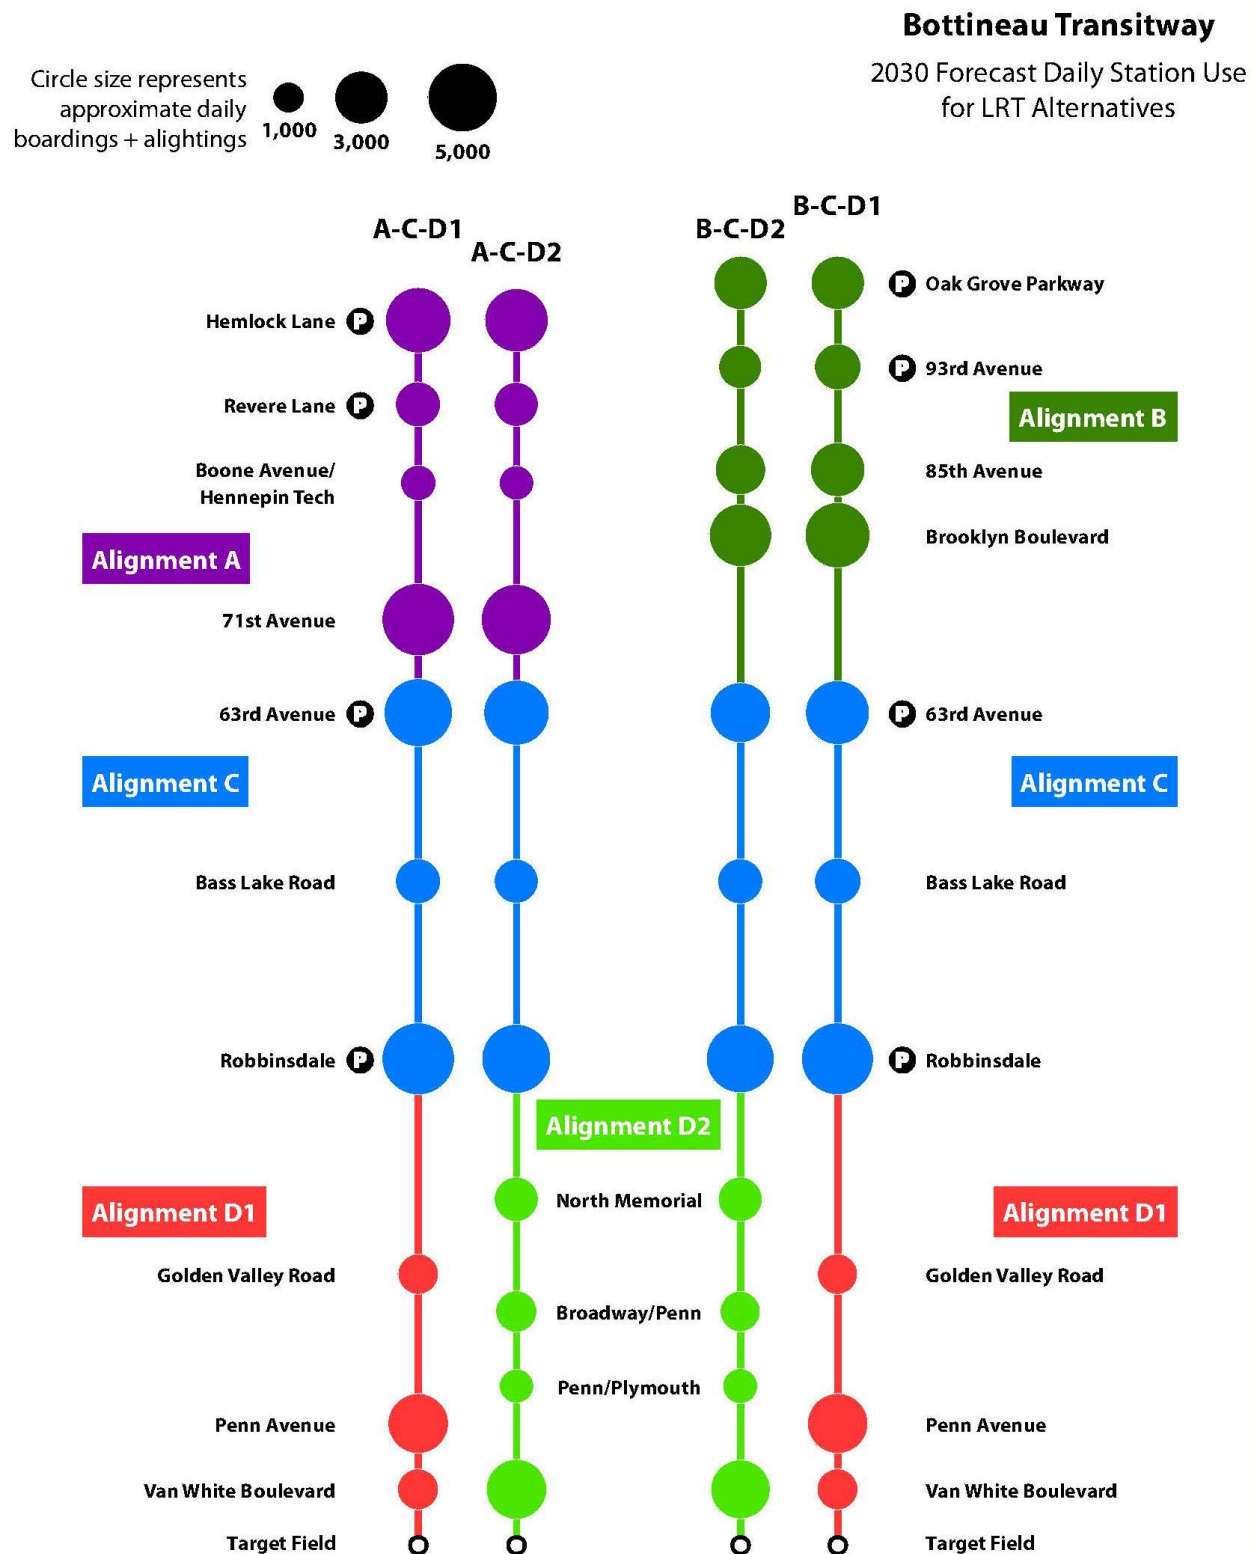 Bottineau Transitway
2030 Forecast Daily Station Use
for LRT Alternatives
Circle size represents
approximate daily
boardings + alightings
1,000
3,000
5,000
A-C-D1
A-C-D2
B-C-D2
B-C-D1
P Oak Grove Parkway
Hemlock Lane P
P 93rd Avenue
Revere Lane P
Alignment B
Boone Avenue/
Hennepin Tech
85th Avenue
Brooklyn Boulevard
Alignment A
71st Avenue
63rd Avenue P
P 63rd Avenue
Alignment C
Alignment C
Bass Lake Road
Bass Lake Road
Robbinsdale P
P Robbinsdale
Alignment D2
North Memorial
Alignment D1
Alignment D1
Golden Valley Road
Golden Valley Road
Broadway/Penn
Penn/Plymouth
Penn Avenue
Penn Avenue
Van White Boulevard
Van White Boulevard
Target Field
Target Field